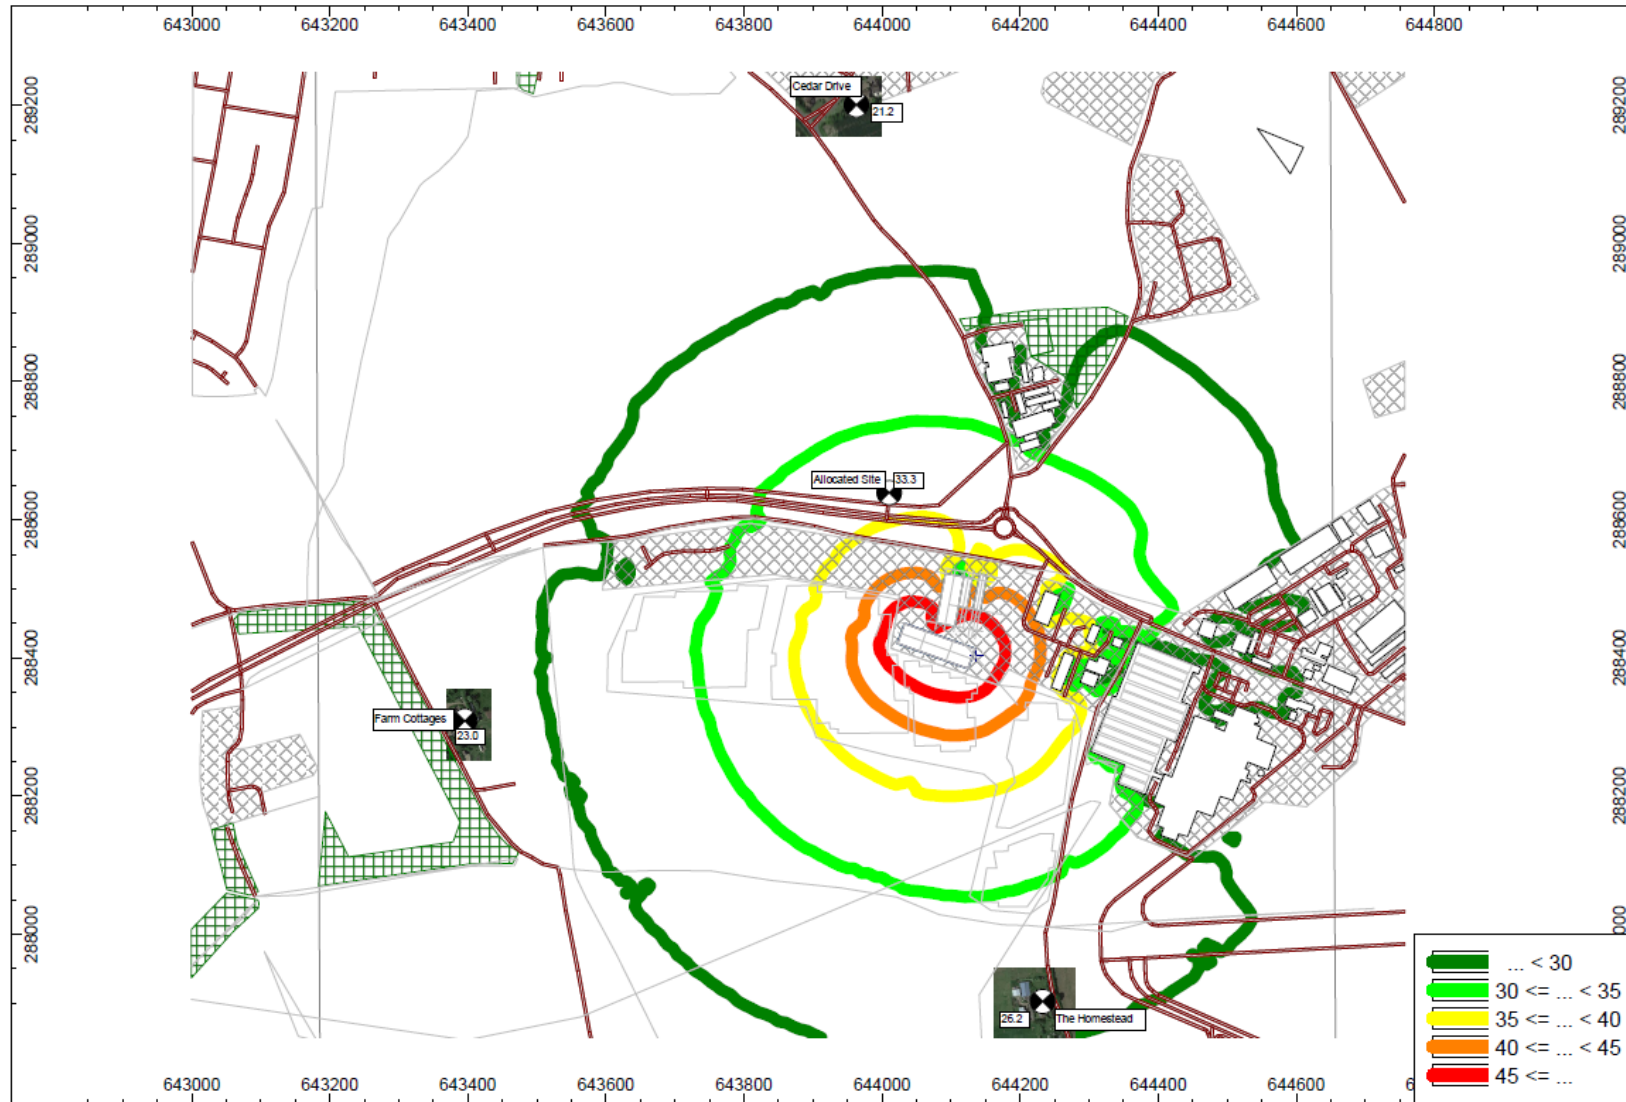 643000 643200 643400 643600 643800 644000 644200 644400 644600 644800
289200 289200
289000 289000
288800 288800
288600 288600
288400 288400
288200 288200
288000 000
Cedar Drive
21.2
Allocated Site 33.3
Farm Cottages
23.0
26.2 The Homestead
... < 30
30 <= ... < 35
35 <= ... < 40
40 <= ... < 45
45 <= ...
643000 643200 643400 643600 643800 644000 644200 644400 644600